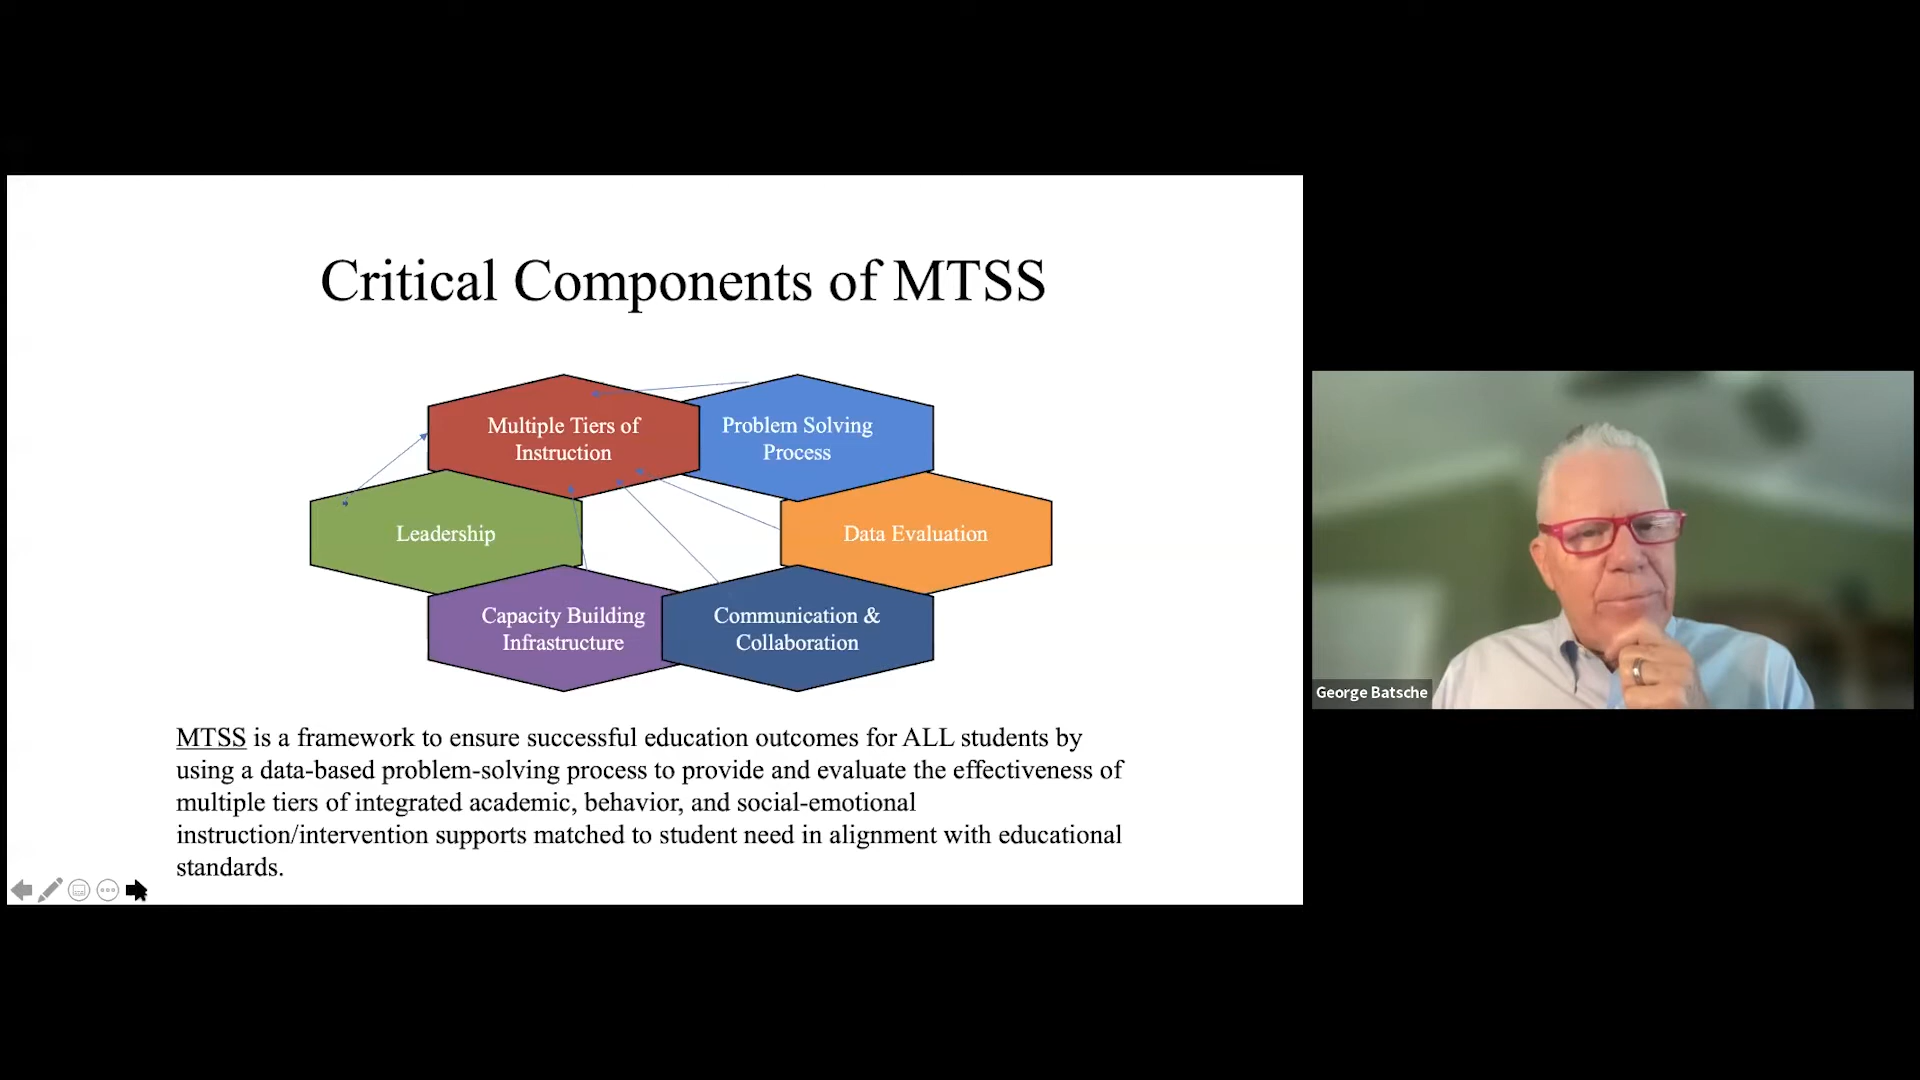 Critical Components of MTSS
Multiple Tiers of
Instruction
Problem Solving
Process
Leadership
Data Evaluation
Capacity Building
Infrastructure
Communication &
Collaboration
MTSS is a framework to ensure successful education outcomes for ALL students by
using a data-based problem-solving process to provide and evaluate the effectiveness of
multiple tiers of integrated academic, behavior, and social-emotional
instruction/intervention supports matched to student need in alignment with educational
standards.
George Batsche